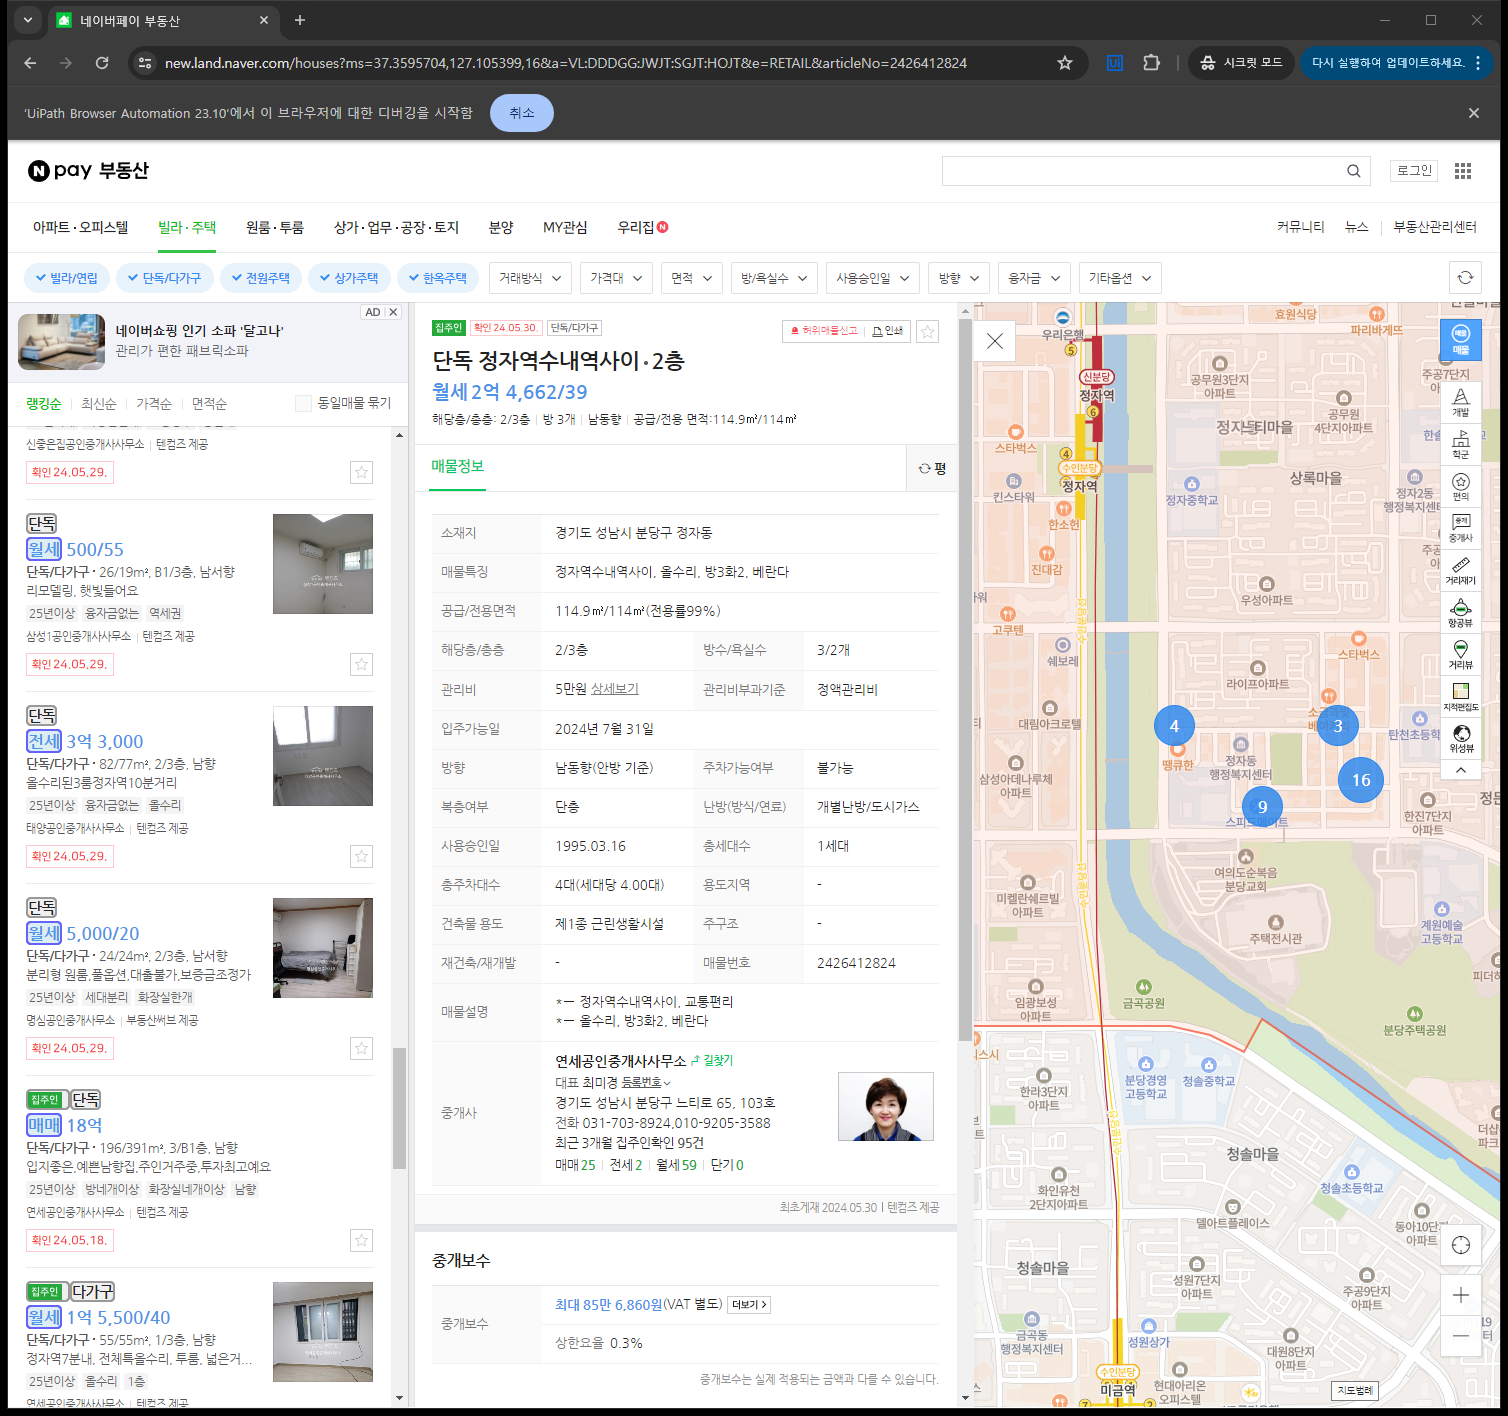 네이버페이 부동산
new.land.naver.com/houses?ms=37.3595704,127.105399,16&a=VL:DDDGG:JWJT:SGJT:HOJT&e=RETAIL&articleNo=2426412824
시크릿 모드
다시 실행하여 업데이트하세요.
'UiPath Browser Automation 23.10'에서 이 브라우저에 대한 디버깅을 시작함
취소
N pay 부동산
로그인
아파트·오피스텔 빌라·주택 원룸·투룸 상가·업무·공장·토지 분양 MY관심 우리집 N
커뮤니티 뉴스 부동산관리센터
빌라/연립 단독/다가구 전원주택 상가주택 한옥주택 거래방식 가격대 면적 방/욕실수 사용승인일 방향 융자금 기타옵션
AD
네이버쇼핑 인기 소파 '달고나'
관리가 편한 패브릭소파
랭킹순 최신순 가격순 면적순 동일매물 묶기
신좋은집공인중개사사무소 텐컴즈 제공
확인 24.05.29.
단독
월세 500/55
단독/다가구 · 26/19m², B1/3층, 남서향
리모델링, 햇빛들어요
25년이상 융자금없는 역세권
삼성1공인중개사사무소 텐컴즈 제공
확인 24.05.29.
단독
전세 3억 3,000
단독/다가구 · 82/77m², 2/3층, 남향
올수리된3룸정자역10분거리
25년이상 융자금없는 올수리
태양공인중개사사무소 텐컴즈 제공
확인 24.05.29.
단독
월세 5,000/20
단독/다가구 · 24/24m², 2/3층, 남서향
분리형 원룸,풀옵션,대출불가,보증금조정가
25년이상 세대분리 화장실한개
명심공인중개사사무소 부동산써브 제공
확인 24.05.29.
집주인 단독
매매 18억
단독/다가구 · 196/391m², 3/B1층, 남향
입지좋은,예쁜남향집,주인거주중,투자최고예요
25년이상 방네개이상 화장실네개이상 남향
연세공인중개사사무소 텐컴즈 제공
확인 24.05.18.
집주인 다가구
월세 1억 5,500/40
단독/다가구 · 55/55m², 1/3층, 남향
정자역7분내, 전체특올수리, 투룸, 넓은거...
25년이상 올수리 1층
연세공인중개사사무소 텐컴즈 제공
집주인 확인 24.05.30. 단독/다가구
허위매물신고 인쇄
단독 정자역수내역사이 · 2층
월세 2억 4,662/39
해당층/총층: 2/3층 방 3개 남동향 공급/전용 면적:114.9㎡/114㎡
매물정보
평
소재지 경기도 성남시 분당구 정자동
매물특징 정자역수내역사이, 올수리, 방3화2, 베란다
공급/전용면적 114.9㎡/114㎡(전용률99%)
해당층/총층 2/3층 방수/욕실수 3/2개
관리비 5만원 상세보기 관리비부과기준 정액관리비
입주가능일 2024년 7월 31일
방향 남동향(안방 기준) 주차가능여부 불가능
복층여부 단층 난방(방식/연료) 개별난방/도시가스
사용승인일 1995.03.16 총세대수 1세대
총주차대수 4대(세대당 4.00대) 용도지역 -
건축물 용도 제1종 근린생활시설 주구조 -
재건축/재개발 - 매물번호 2426412824
매물설명
*ㅡ 정자역수내역사이, 교통편리
*ㅡ 올수리, 방3화2, 베란다
중개사
연세공인중개사사무소 길찾기
대표 최미경 등록번호
경기도 성남시 분당구 느티로 65, 103호
전화 031-703-8924,010-9205-3588
최근 3개월 집주인확인 95건
매매 25 전세 2 월세 59 단기 0
최초게재 2024.05.30 텐컴즈 제공
중개보수
중개보수 최대 85만 6,860원(VAT 별도) 더보기
상한요율 0.3%
중개보수는 실제 적용되는 금액과 다를 수 있습니다.
우리은행
효원식당
파리바게뜨
5
신분당
정자역
6
공무원3단지
아파트
공무원
4단지아파트
주공7단지
아파트
스타벅스
정자
느티마을
4
수인분당
정자역
킨스타워
상록마을
정자중학교
정자2동
행정복지센터
한소헌
진대감
우성아파트
고쿠텐
쉐보레
수인분당선
스타벅스
라이프아파트
대림아크로텔
4
3
탄천초등학
땡큐한
정자동
행정복지센터
16
9
삼성아데나루체
아파트
한진7단지
아파트
여의도순복음
분당교회
미켈란쉐르빌
아파트
수인분당선
주택전시관
계원예술
고등학교
임광보성
아파트
금곡공원
분당주택공원
분당경영
고등학교
청솔중학교
한라3단지
아파트
청솔마을
청솔초등학교
화인유천
2단지아파트
델아트플레이스
동아10단지
아파트
청솔마을
성원7단지
아파트
주공9단지
아파트
금곡동
행정복지센터
성원상가
대원8단지
아파트
수인분당
미금역
7
2
현대아리온
오피스텔
지도범례
매물
매물
개발
학군
편의
중개
중개사
거리재기
항공뷰
거리뷰
지적편집도
위성뷰